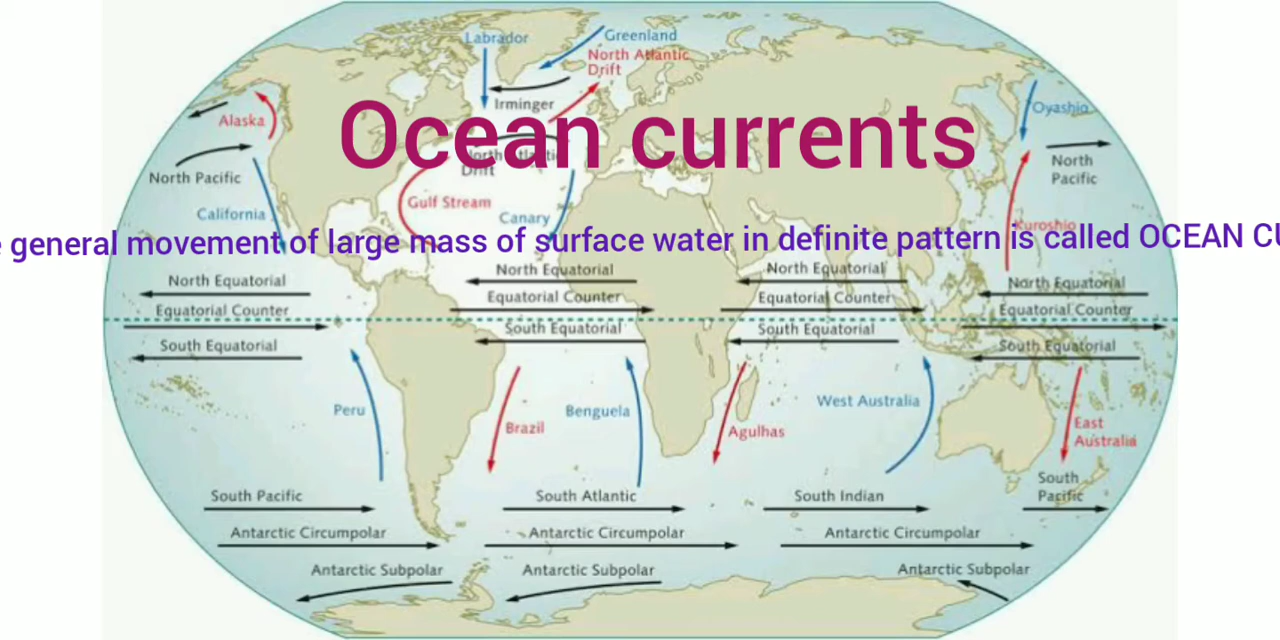 Labrador
Greenland
North Atlantic
Drift
Irminger
Alaska
Ocean currents
Oyashio
North Atlantic
Drift
North
Pacific
North Pacific
Gulf Stream
California
Canary
Kuroshio
general movement of large mass of surface water in definite pattern is called OCEAN
North Equatorial
North Equatorial
North Equatorial
North Equatorial
Equatorial Counter
Equatorial Counter
Equatorial Counter
Equatorial Counter
South Equatorial
South Equatorial
South Equatorial
South Equatorial
Peru
Brazil
Benguela
Agulhas
West Australia
East
Australia
South Pacific
South Atlantic
South Indian
South
Pacific
Antarctic Circumpolar
Antarctic Circumpolar
Antarctic Circumpolar
Antarctic Subpolar
Antarctic Subpolar
Antarctic Subpolar